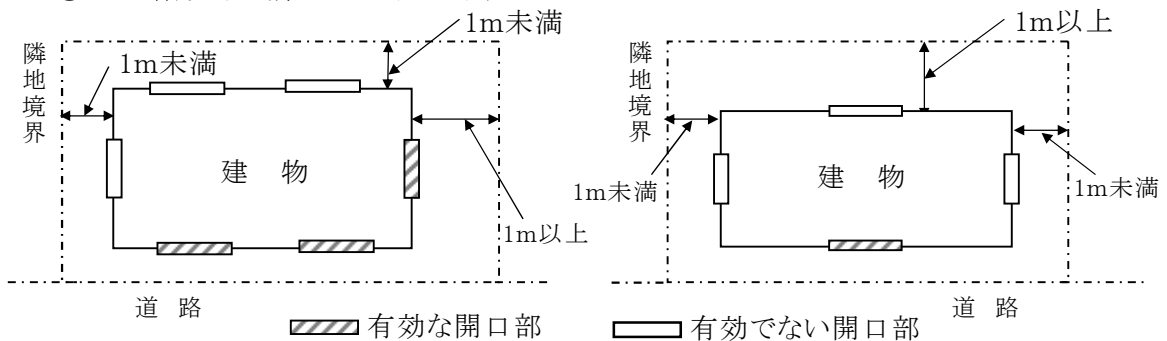 隣地境界
1m未満
1m未満
建 物
1m以上
道 路
隣地境界
1m以上
1m未満
建 物
1m未満
道 路
有効な開口部
有効でない開口部